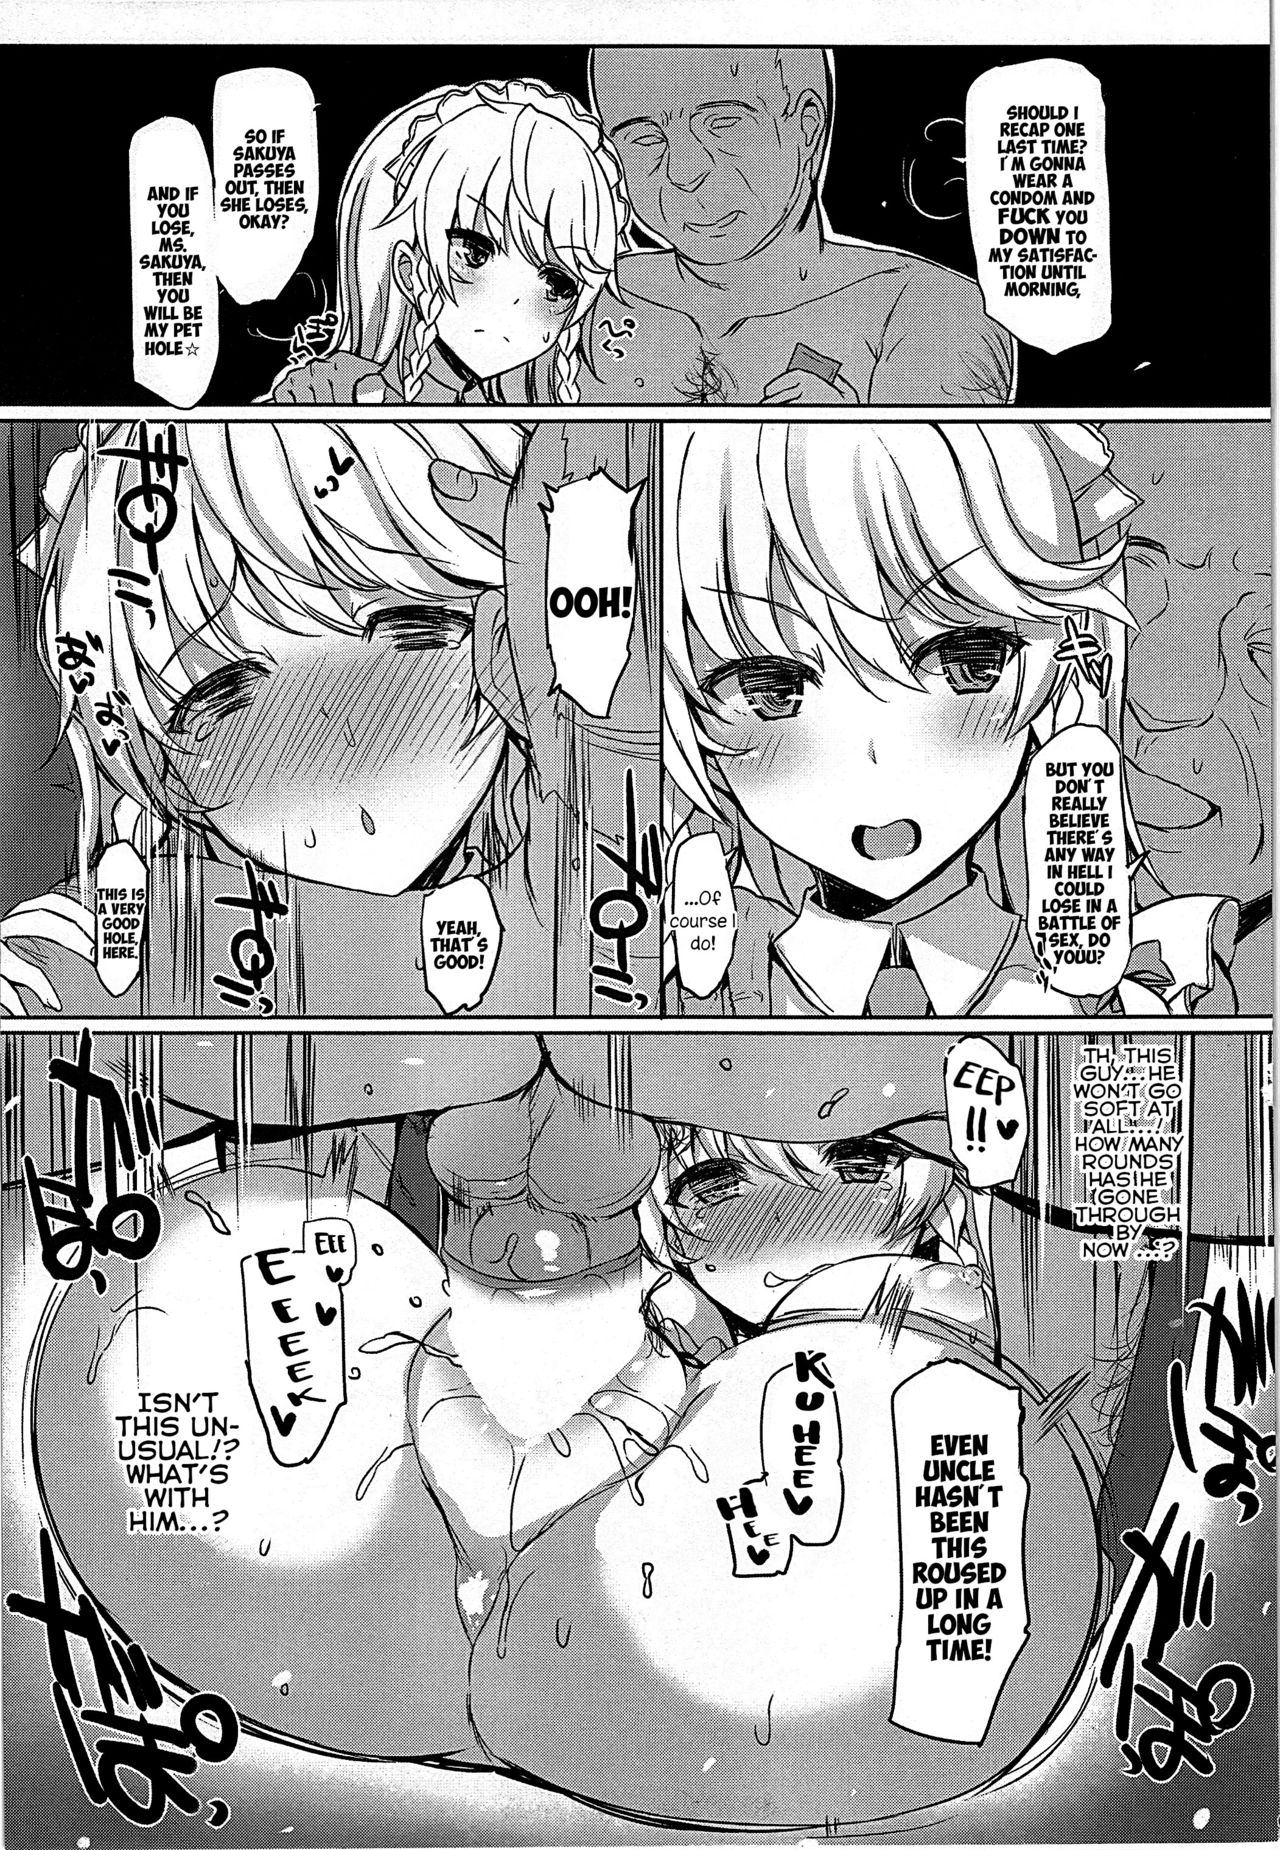 SHOULD I
RECAP ONE
LAST TIME?
I'M GONNA
WEAR A
CONDOM AND
FUCK YOU
DOWN TO
MY SATISFAC-
TION UNTIL
MORNING,
SO IF
SAKUYA
PASSES
OUT, THEN
SHE LOSES,
OKAY?
AND IF
YOU
LOSE,
MS.
SAKUYA,
THEN
YOU
WILL BE
MY PET
HOLE☆
BUT YOU
DON'T
REALLY
BELIEVE
THERE'S
ANY WAY
IN HELL I
COULD
LOSE IN A
BATTLE OF
SEX, DO
YOUU?
...Of
course I
do!
OOH!
YEAH,
THAT'S
GOOD!
THIS IS
A VERY
GOOD
HOLE,
HERE.
TH, THIS
GUY... HE
WON'T GO
SOFT AT
ALL...!
HOW MANY
ROUNDS
HAS HE
GONE
THROUGH
BY
NOW ...?
EEP
!!♥
EVEN
UNCLE
HASN'T
BEEN
THIS
ROUSED
UP IN A
LONG
TIME!
KUHEE♥
HEE♥
EEE
♥
EEEEEK
♥
ISN'T
THIS UN-
USUAL!?
WHAT'S
WITH
HIM...?